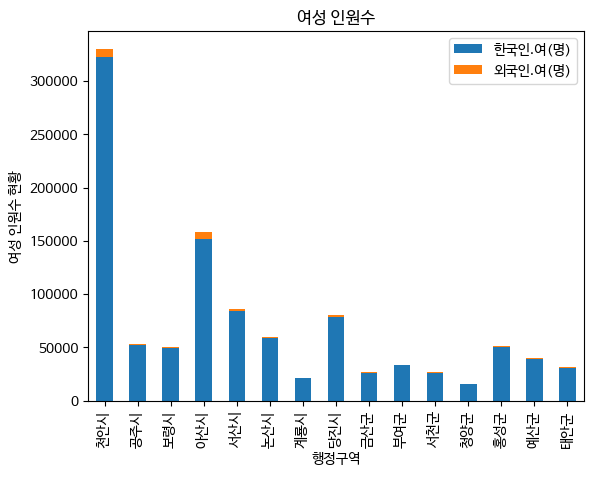 여성 인원수
한국인.여(명)
외국인.여(명)
300000
250000
200000
150000
100000
50000
0
여성 인원수 현황
천안시
공주시
보령시
아산시
서산시
논산시
계룡시
당진시
금산군
부여군
서천군
청양군
홍성군
예산군
태안군
행정구역